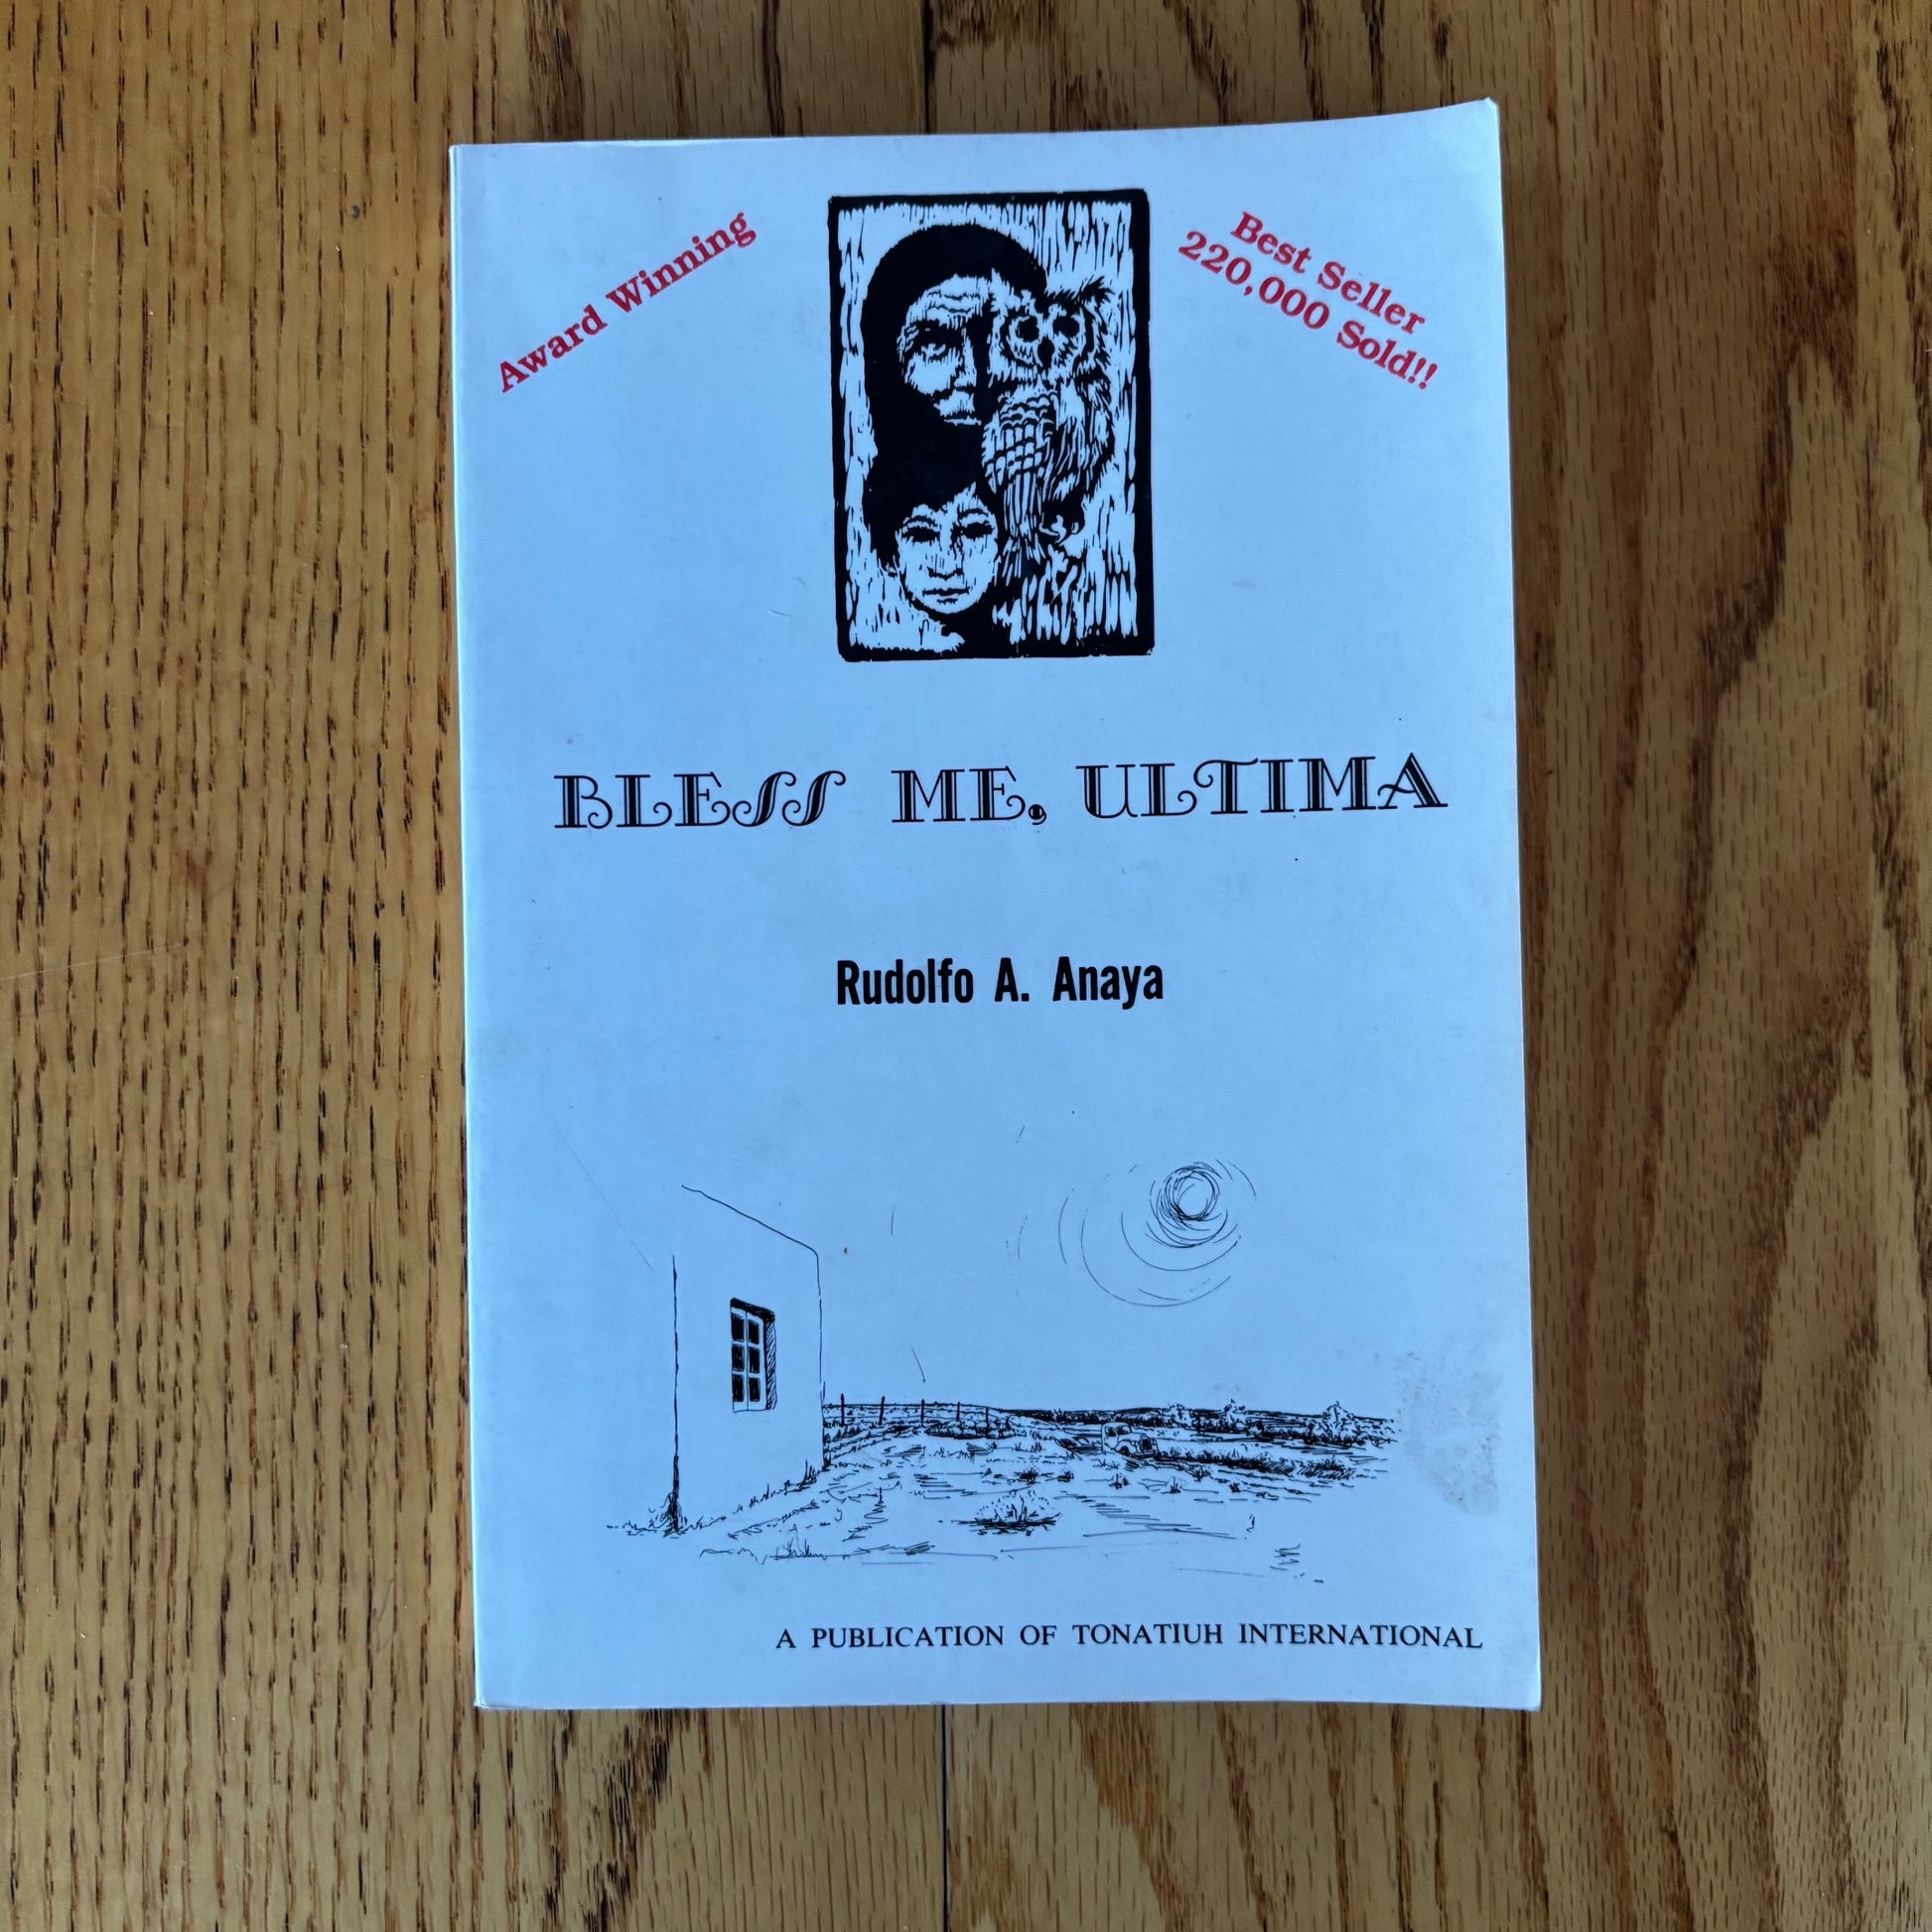 Award Winning
Best Seller
220,000 Sold!!
BLESS ME, ULTIMA
Rudolfo A. Anaya
A PUBLICATION OF TONATIUH INTERNATIONAL